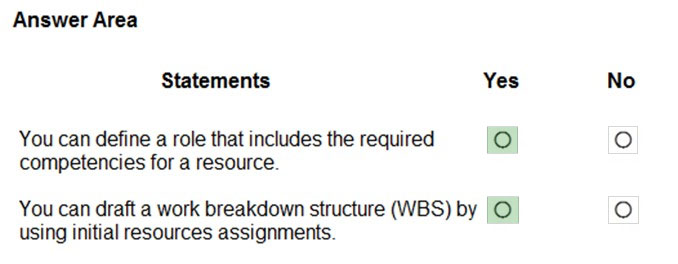 Answer Area
Statements Yes No
You can define a role that includes the required
competencies for a resource.
You can draft a work breakdown structure (WBS) by
using initial resources assignments.